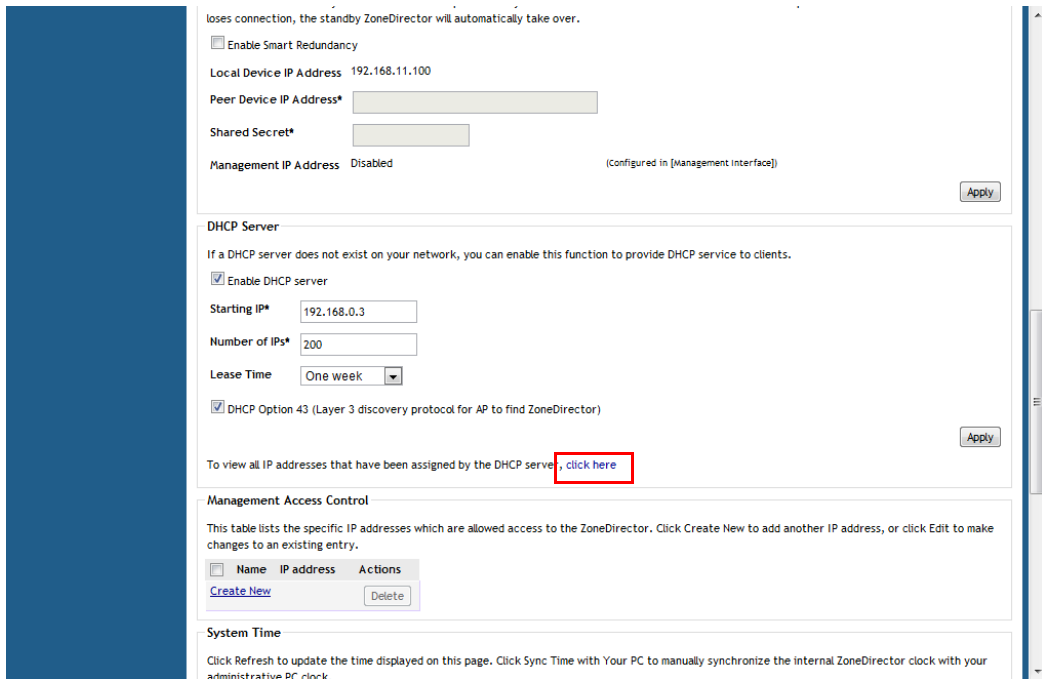 loses connection, the standby ZoneDirector will automatically take over.
Enable Smart Redundancy
Local Device IP Address 192.168.11.100
Peer Device IP Address*
Shared Secret*
Management IP Address Disabled (Configured in [Management Interface])
Apply
DHCP Server
If a DHCP server does not exist on your network, you can enable this function to provide DHCP service to clients.
Enable DHCP server
Starting IP* 192.168.0.3
Number of IPs* 200
Lease Time One week
DHCP Option 43 (Layer 3 discovery protocol for AP to find ZoneDirector)
Apply
To view all IP addresses that have been assigned by the DHCP server, click here
Management Access Control
This table lists the specific IP addresses which are allowed access to the ZoneDirector. Click Create New to add another IP address, or click Edit to make
changes to an existing entry.
Name IP address Actions
Create New Delete
System Time
Click Refresh to update the time displayed on this page. Click Sync Time with Your PC to manually synchronize the internal ZoneDirector clock with your
administrative PC clock.